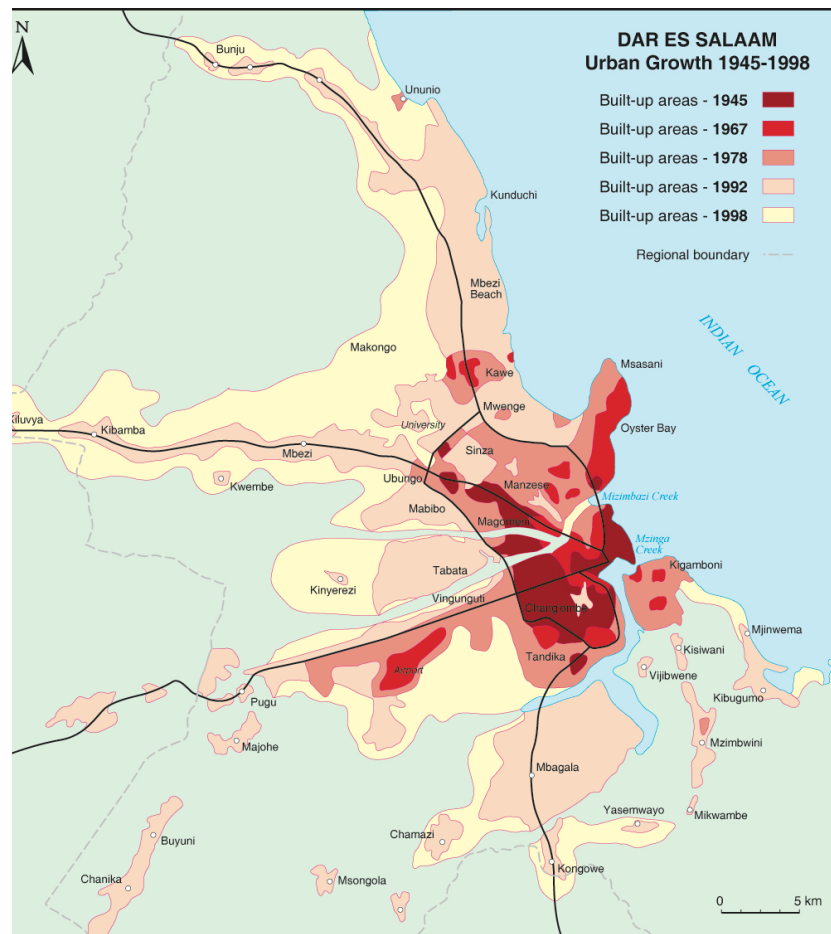 N
DAR ES SALAAM
Urban Growth 1945-1998
Built-up areas - 1945
Built-up areas - 1967
Built-up areas - 1978
Built-up areas - 1992
Built-up areas - 1998
Regional boundary
Bunju
Ununio
Kunduchi
Mbezi
Beach
INDIAN OCEAN
Makongo
Msasani
Kawe
Mwenge
University
Oyster Bay
Kibamba
Mbezi
Sinza
Kwembe
Ubungo
Manzese
Mizimbazi Creek
Mabibo
Magomeni
Mzinga
Creek
Tabata
Kigamboni
Kinyerezi
Vingunguti
Changombe
Mjinwema
Kisiwani
Tandika
Airport
Vijibwene
Pugu
Kibugumo
Majohe
Mzimbwini
Mbagala
Yasemwayo
Mikwambe
Chamazi
Buyuni
Kongowe
Chanika
Msongola
0 5 km